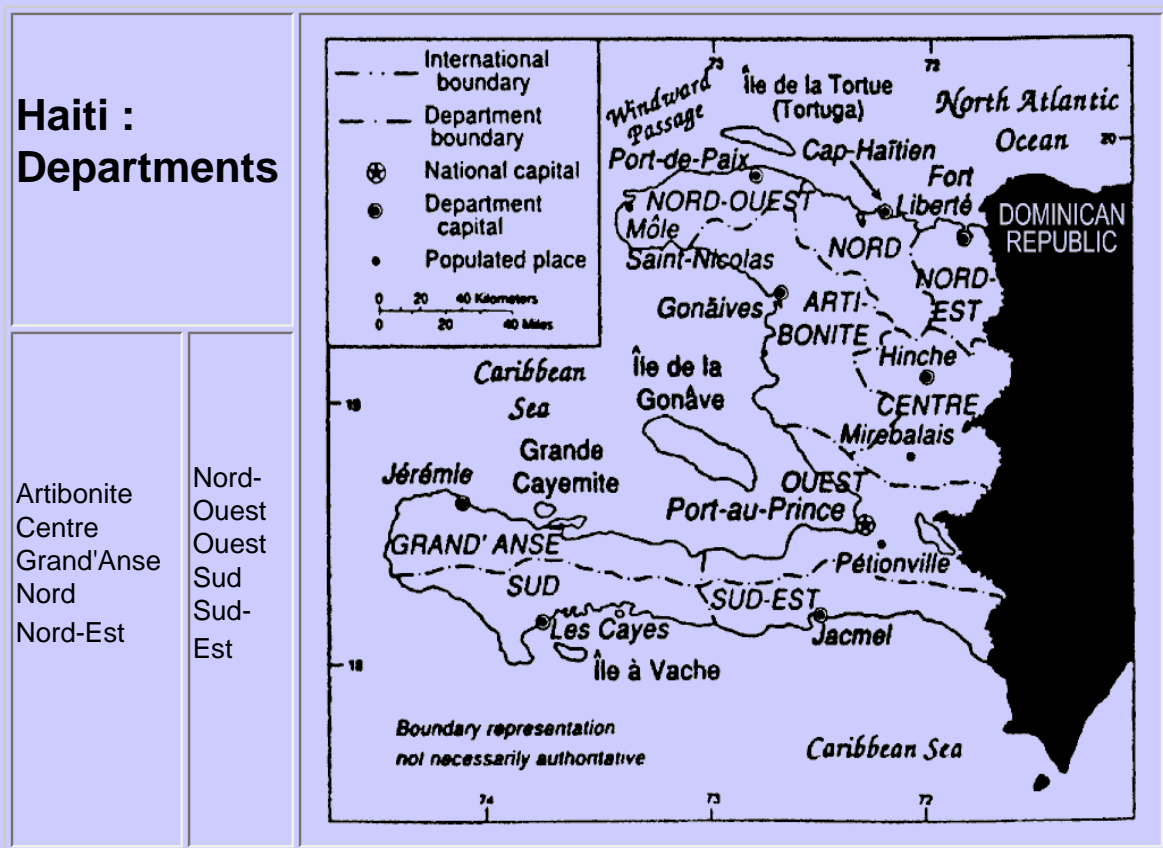 Haiti :
Departments
Artibonite
Centre
Grand'Anse
Nord
Nord-Est
Nord-
Ouest
Ouest
Sud
Sud-
Est
International
boundary
Department
boundary
National capital
Department
capital
Populated place
0 20 40 Kilometers
0 20 40 Miles
73
72
Windward
Passage
Île de la Tortue
(Tortuga)
North Atlantic
Ocean
20
Port-de-Paix
Cap-Haïtien
Fort
Liberté
DOMINICAN
REPUBLIC
NORD-OUEST
Môle
Saint-Nicolas
NORD
NORD-
EST
Gonãives
ARTI-
BONITE
Hinche
CENTRE
Mirebalais
Caribbean
Sea
19
Île de la
Gonâve
Grande
Cayemite
Jérémie
OUEST
Port-au-Prince
Pétionville
GRAND'ANSE
SUD
SUD-EST
Jacmel
Les Cayes
Île à Vache
18
Boundary representation
not necessarily authoritative
Caribbean Sea
74
73
72